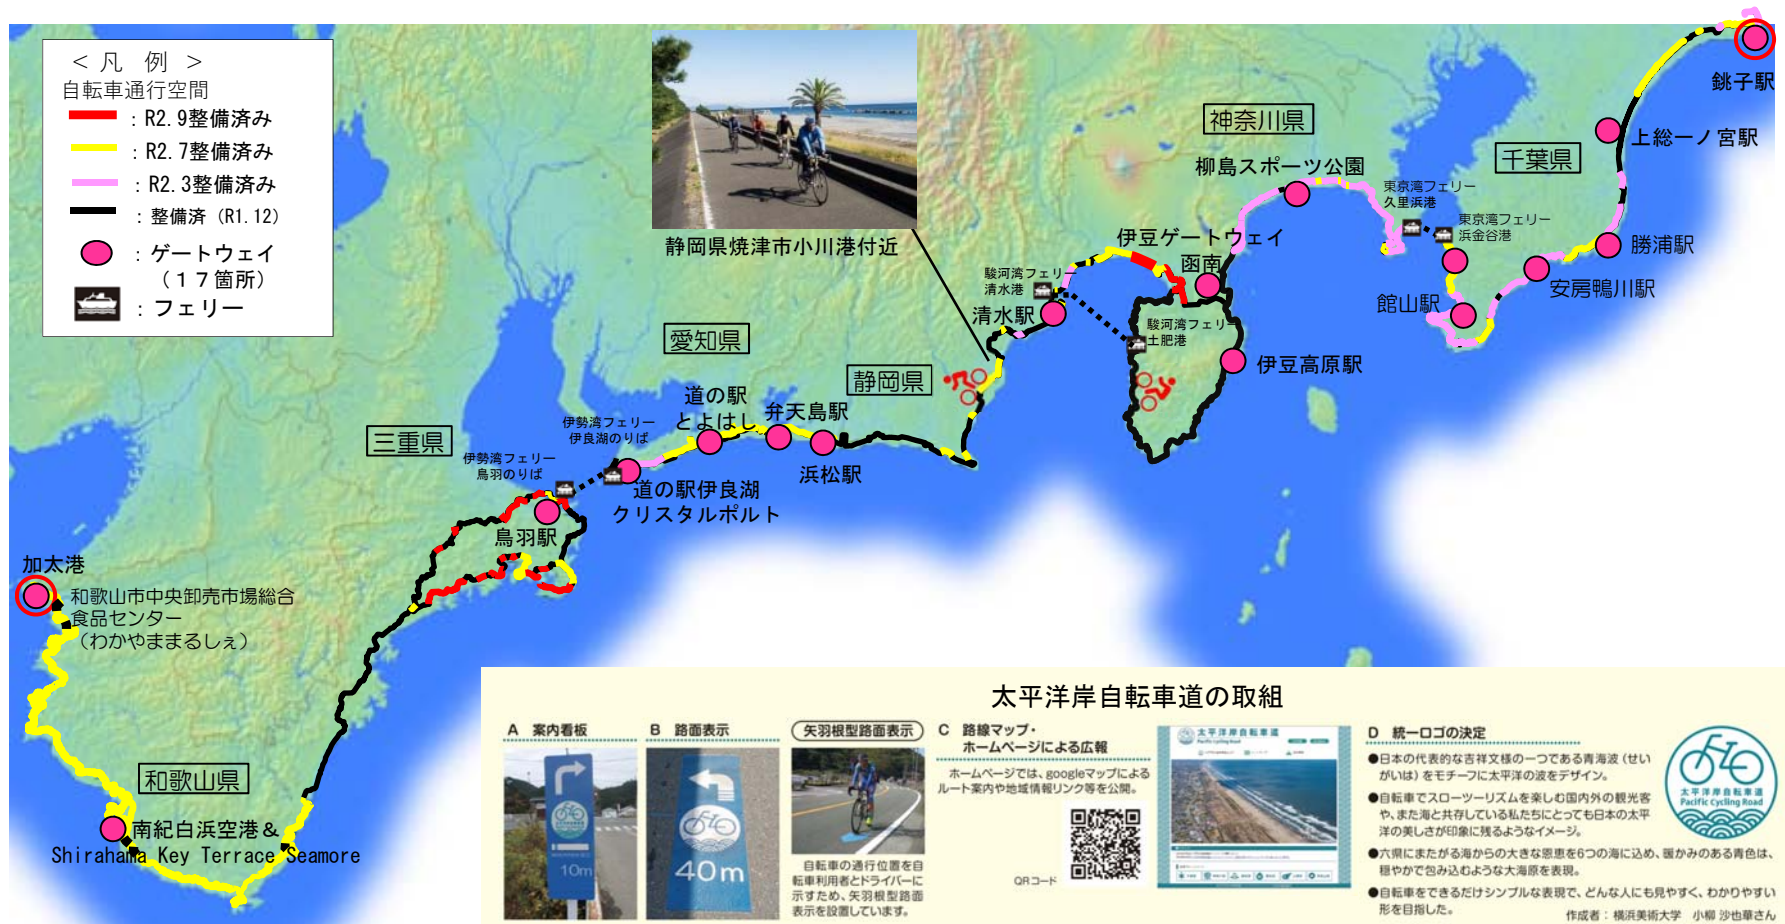 ＜凡　例＞
自転車通行空間
：R2.9整備済み
：R2.7整備済み
：R2.3整備済み
：整備済（R1.12）
：ゲートウェイ
（１７箇所）
：フェリー
静岡県焼津市小川港付近
神奈川県
柳島スポーツ公園
千葉県
銚子駅
上総一ノ宮駅
東京湾フェリー
久里浜港
東京湾フェリー
浜金谷港
勝浦駅
安房鴨川駅
館山駅
伊豆ゲートウェイ
函南
駿河湾フェリー
清水港
清水駅
駿河湾フェリー
土肥港
伊豆高原駅
愛知県
静岡県
道の駅
とよはし
弁天島駅
浜松駅
伊勢湾フェリー
伊良湖のりば
三重県
伊勢湾フェリー
鳥羽のりば
道の駅伊良湖
クリスタルポルト
鳥羽駅
加太港
和歌山市中央卸売市場総合
食品センター
（わかやままるしぇ）
和歌山県
南紀白浜空港＆
Shirahama Key Terrace Seamore
太平洋岸自転車道の取組
A　案内看板
10m
B　路面表示
40m
矢羽根型路面表示
自転車の通行位置を自
転車利用者とドライバーに
示すため、矢羽根型路面
表示を設置しています。
C　路線マップ・
ホームページによる広報
ホームページでは、googleマップによる
ルート案内や地域情報リンク等を公開。
QRコード
太平洋岸自転車道
Pacific Cycling Road
D　統一ロゴの決定
●日本の代表的な吉祥文様の一つである青海波（せい
がいは）をモチーフに太平洋の波をデザイン。
●自転車でスローツーリズムを楽しむ国内外の観光客
や、また海と共存している私たちにとっても日本の太平
洋の美しさが印象に残るようなイメージ。
●六県にまたがる海からの大きな恩恵を6つの海に込め、暖かみのある青色は、
穏やかで包み込むような大海原を表現。
●自転車をできるだけシンプルな表現で、どんな人にも見やすく、わかりやすい
形を目指した。
作成者：横浜美術大学　小柳 沙也華さん
太平洋岸自転車道
Pacific Cycling Road